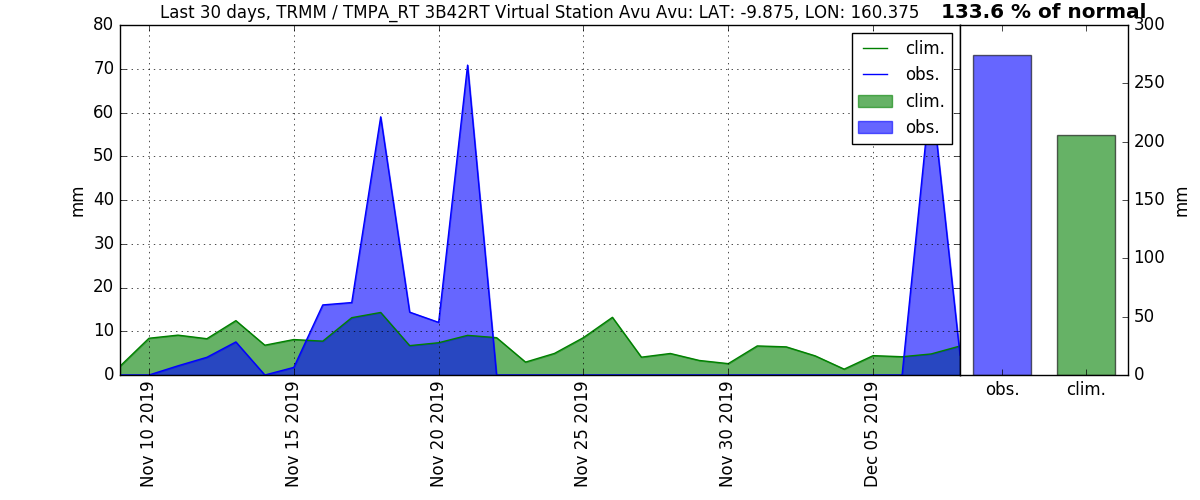 Last 30 days, TRMM / TMPA_RT 3B42RT Virtual Station Avu Avu: LAT: -9.875, LON: 160.375
133.6 % of normal
80
70
60
50
40
30
20
10
0
mm
clim.
obs.
clim.
obs.
300
250
200
150
100
50
0
mm
obs.
clim.
Nov 10 2019
Nov 15 2019
Nov 20 2019
Nov 25 2019
Nov 30 2019
Dec 05 2019